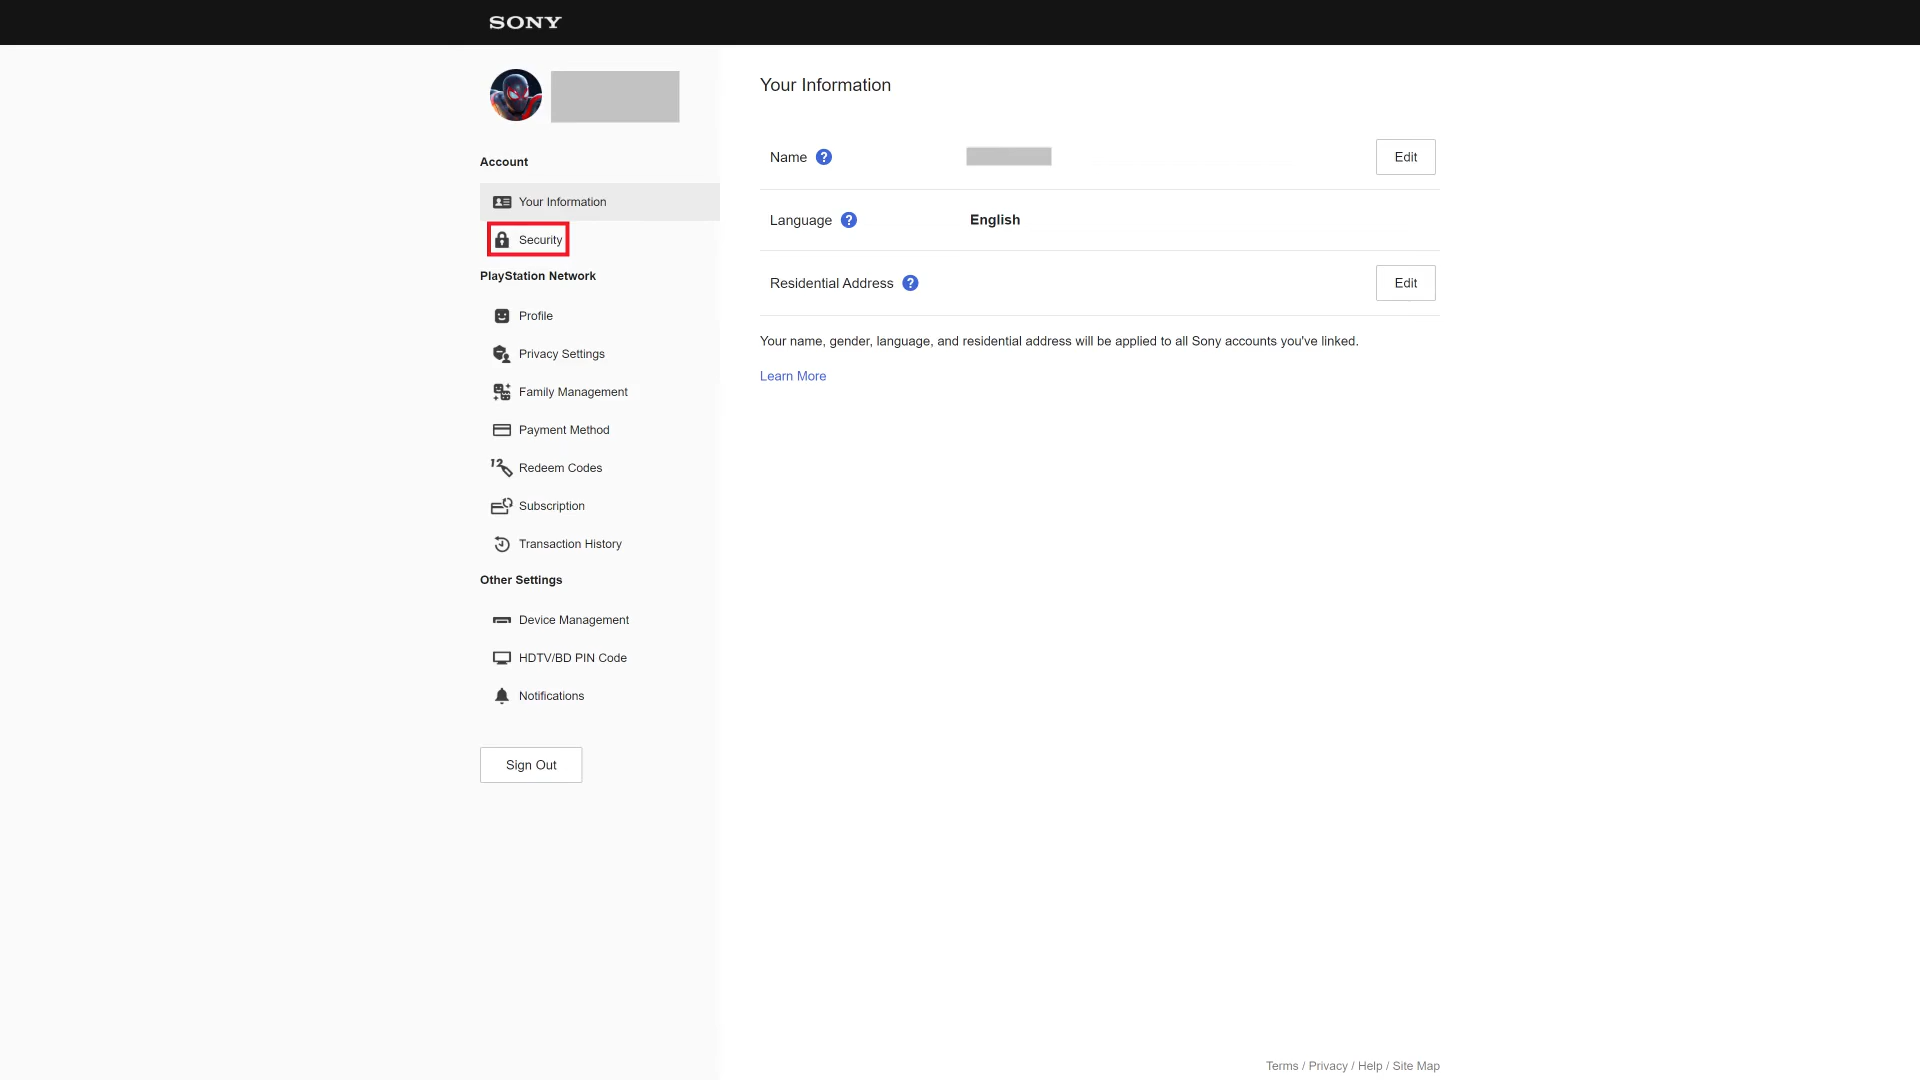 SONY
Account
Your Information
Security
PlayStation Network
Profile
Privacy Settings
Family Management
Payment Method
Redeem Codes
Subscription
Transaction History
Other Settings
Device Management
HDTV/BD PIN Code
Notifications
Sign Out
Your Information
Name ? Edit
Language ? English
Residential Address ? Edit
Your name, gender, language, and residential address will be applied to all Sony accounts you've linked.
Learn More
Terms / Privacy / Help / Site Map